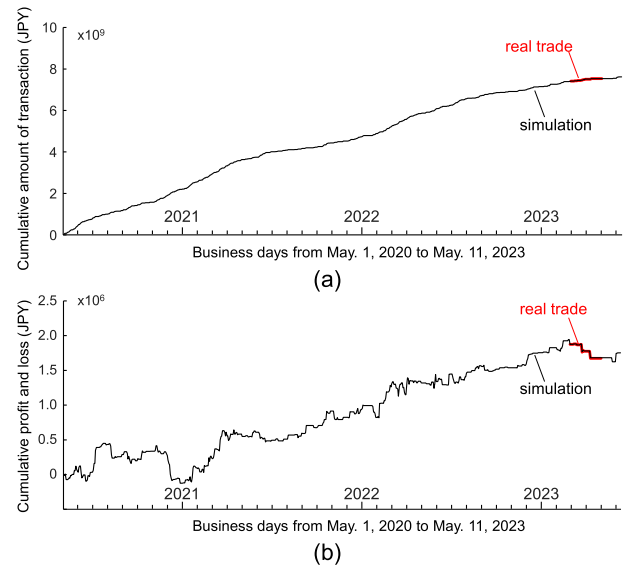 Cumulative amount of transaction (JPY)
x10⁹
10
8
6
4
2
0
real trade
simulation
2021 2022 2023
Business days from May. 1, 2020 to May. 11, 2023
(a)
Cumulative profit and loss (JPY)
x10⁶
2.5
2.0
1.5
1.0
0.5
0
real trade
simulation
2021 2022 2023
Business days from May. 1, 2020 to May. 11, 2023
(b)